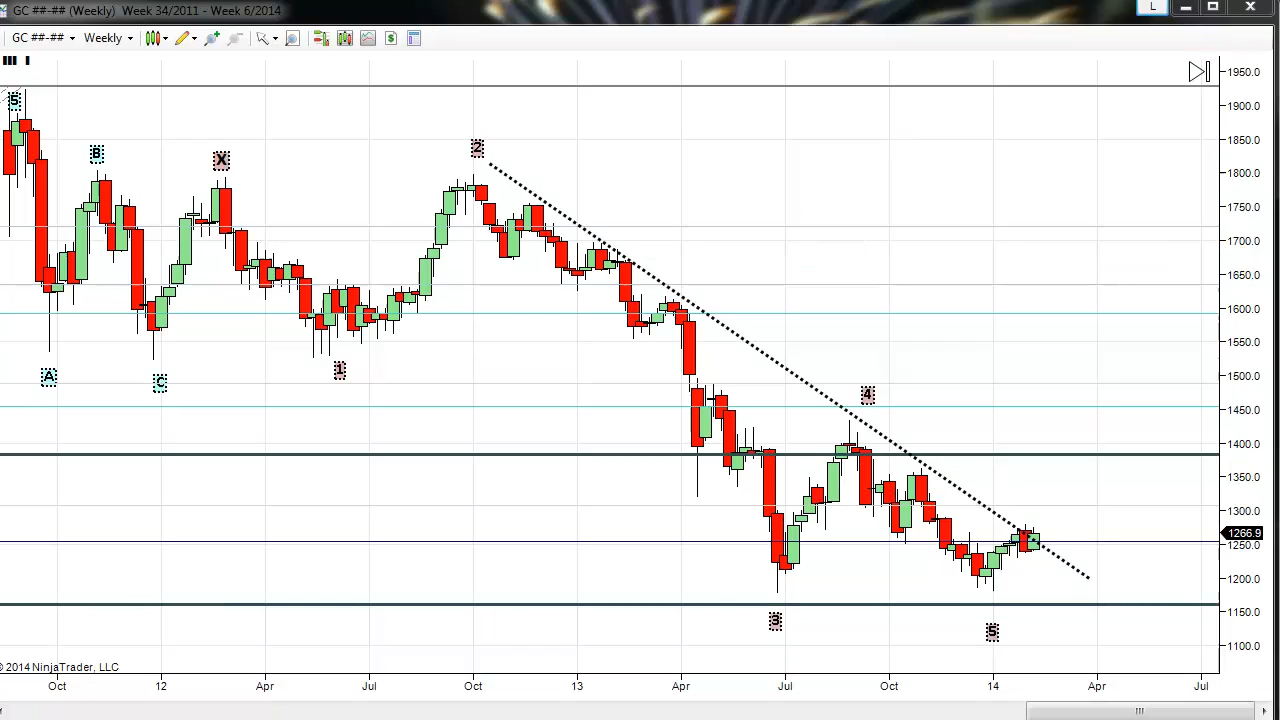 GC ##-## (Weekly)  Week 34/2011 - Week 6/2014
L
GC ##-##
Weekly
5
B
X
2
A
C
1
4
3
5
1950.0
1900.0
1850.0
1800.0
1750.0
1700.0
1650.0
1600.0
1550.0
1500.0
1450.0
1400.0
1350.0
1300.0
1266.9
1250.0
1200.0
1150.0
1100.0
© 2014 NinjaTrader, LLC
Oct
12
Apr
Jul
Oct
13
Apr
Jul
Oct
14
Apr
Jul